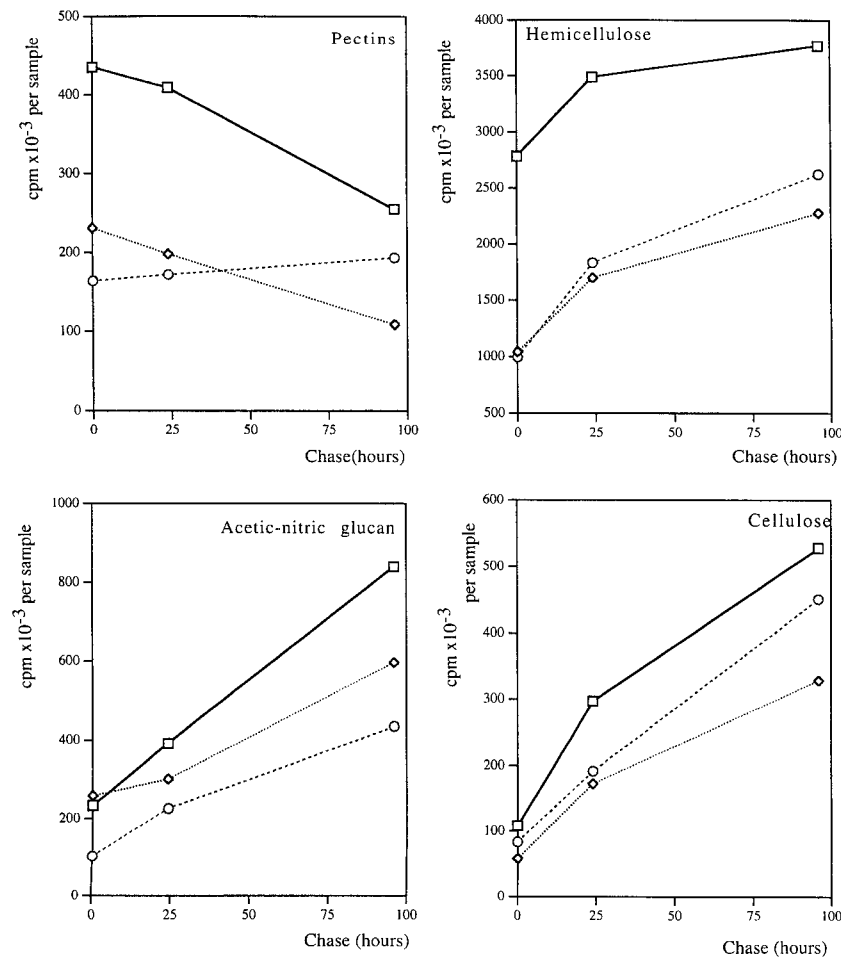 Pectins
cpm x10-3 per sample
500
400
300
200
100
0
0 25 50 75 100
Chase(hours)
Hemicellulose
cpm x10-3 per sample
4000
3500
3000
2500
2000
1500
1000
500
0 25 50 75 100
Chase (hours)
Acetic-nitric glucan
cpm x10-3 per sample
1000
800
600
400
200
0
0 25 50 75 100
Chase (hours)
Cellulose
cpm x10-3 per sample
600
500
400
300
200
100
0
0 25 50 75 100
Chase (hours)